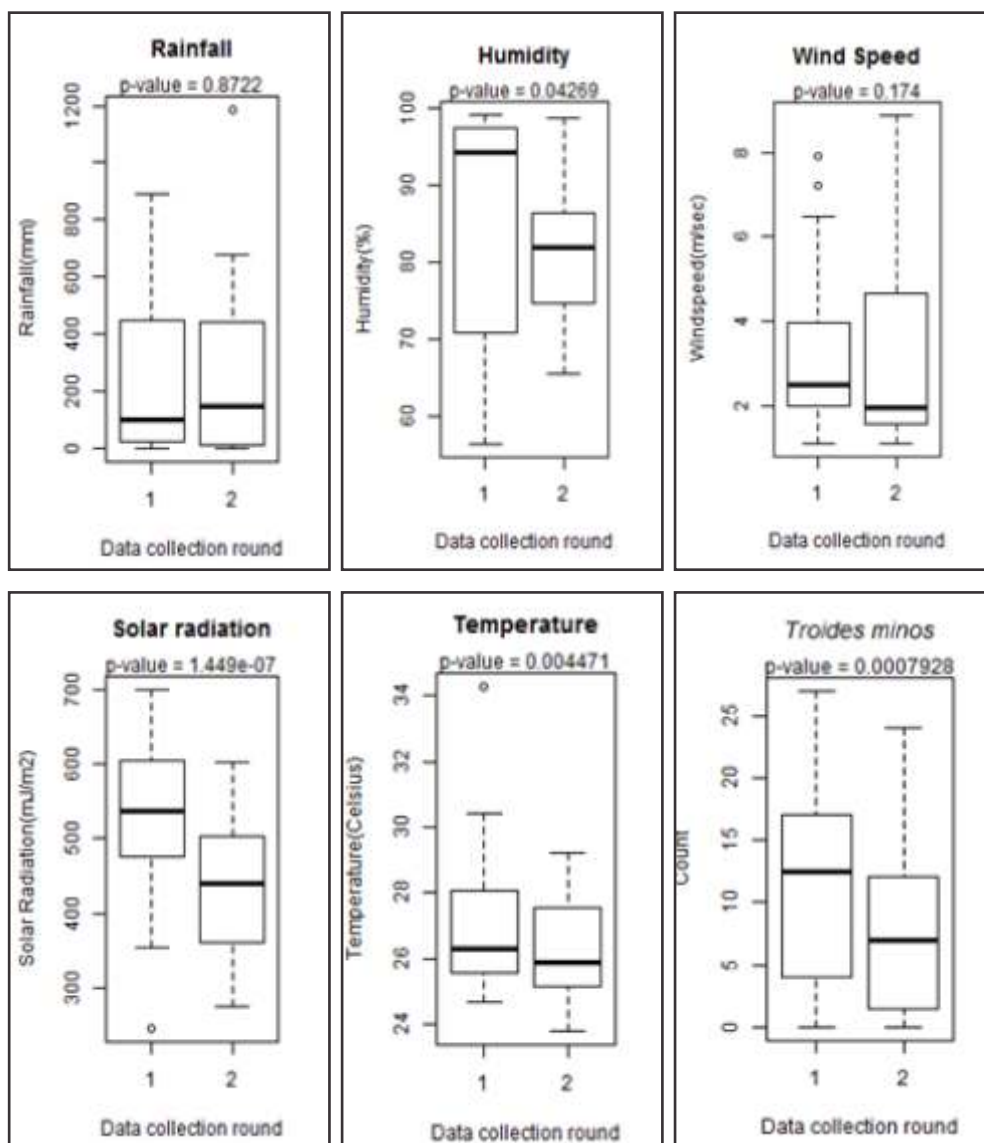 Rainfall
p-value = 0.8722
Rainfall(mm)
0
200
400
600
800
1200
1
2
Data collection round
Humidity
p-value = 0.04269
Humidity(%)
60
70
80
90
100
1
2
Data collection round
Wind Speed
p-value = 0.174
Windspeed(m/sec)
2
4
6
8
1
2
Data collection round
Solar radiation
p-value = 1.449e-07
Solar Radiation(mJ/m2)
300
400
500
600
700
1
2
Data collection round
Temperature
p-value = 0.004471
Temperature(Celsius)
24
26
28
30
32
34
1
2
Data collection round
Troides minos
p-value = 0.0007928
Count
0
5
10
15
20
25
1
2
Data collection round